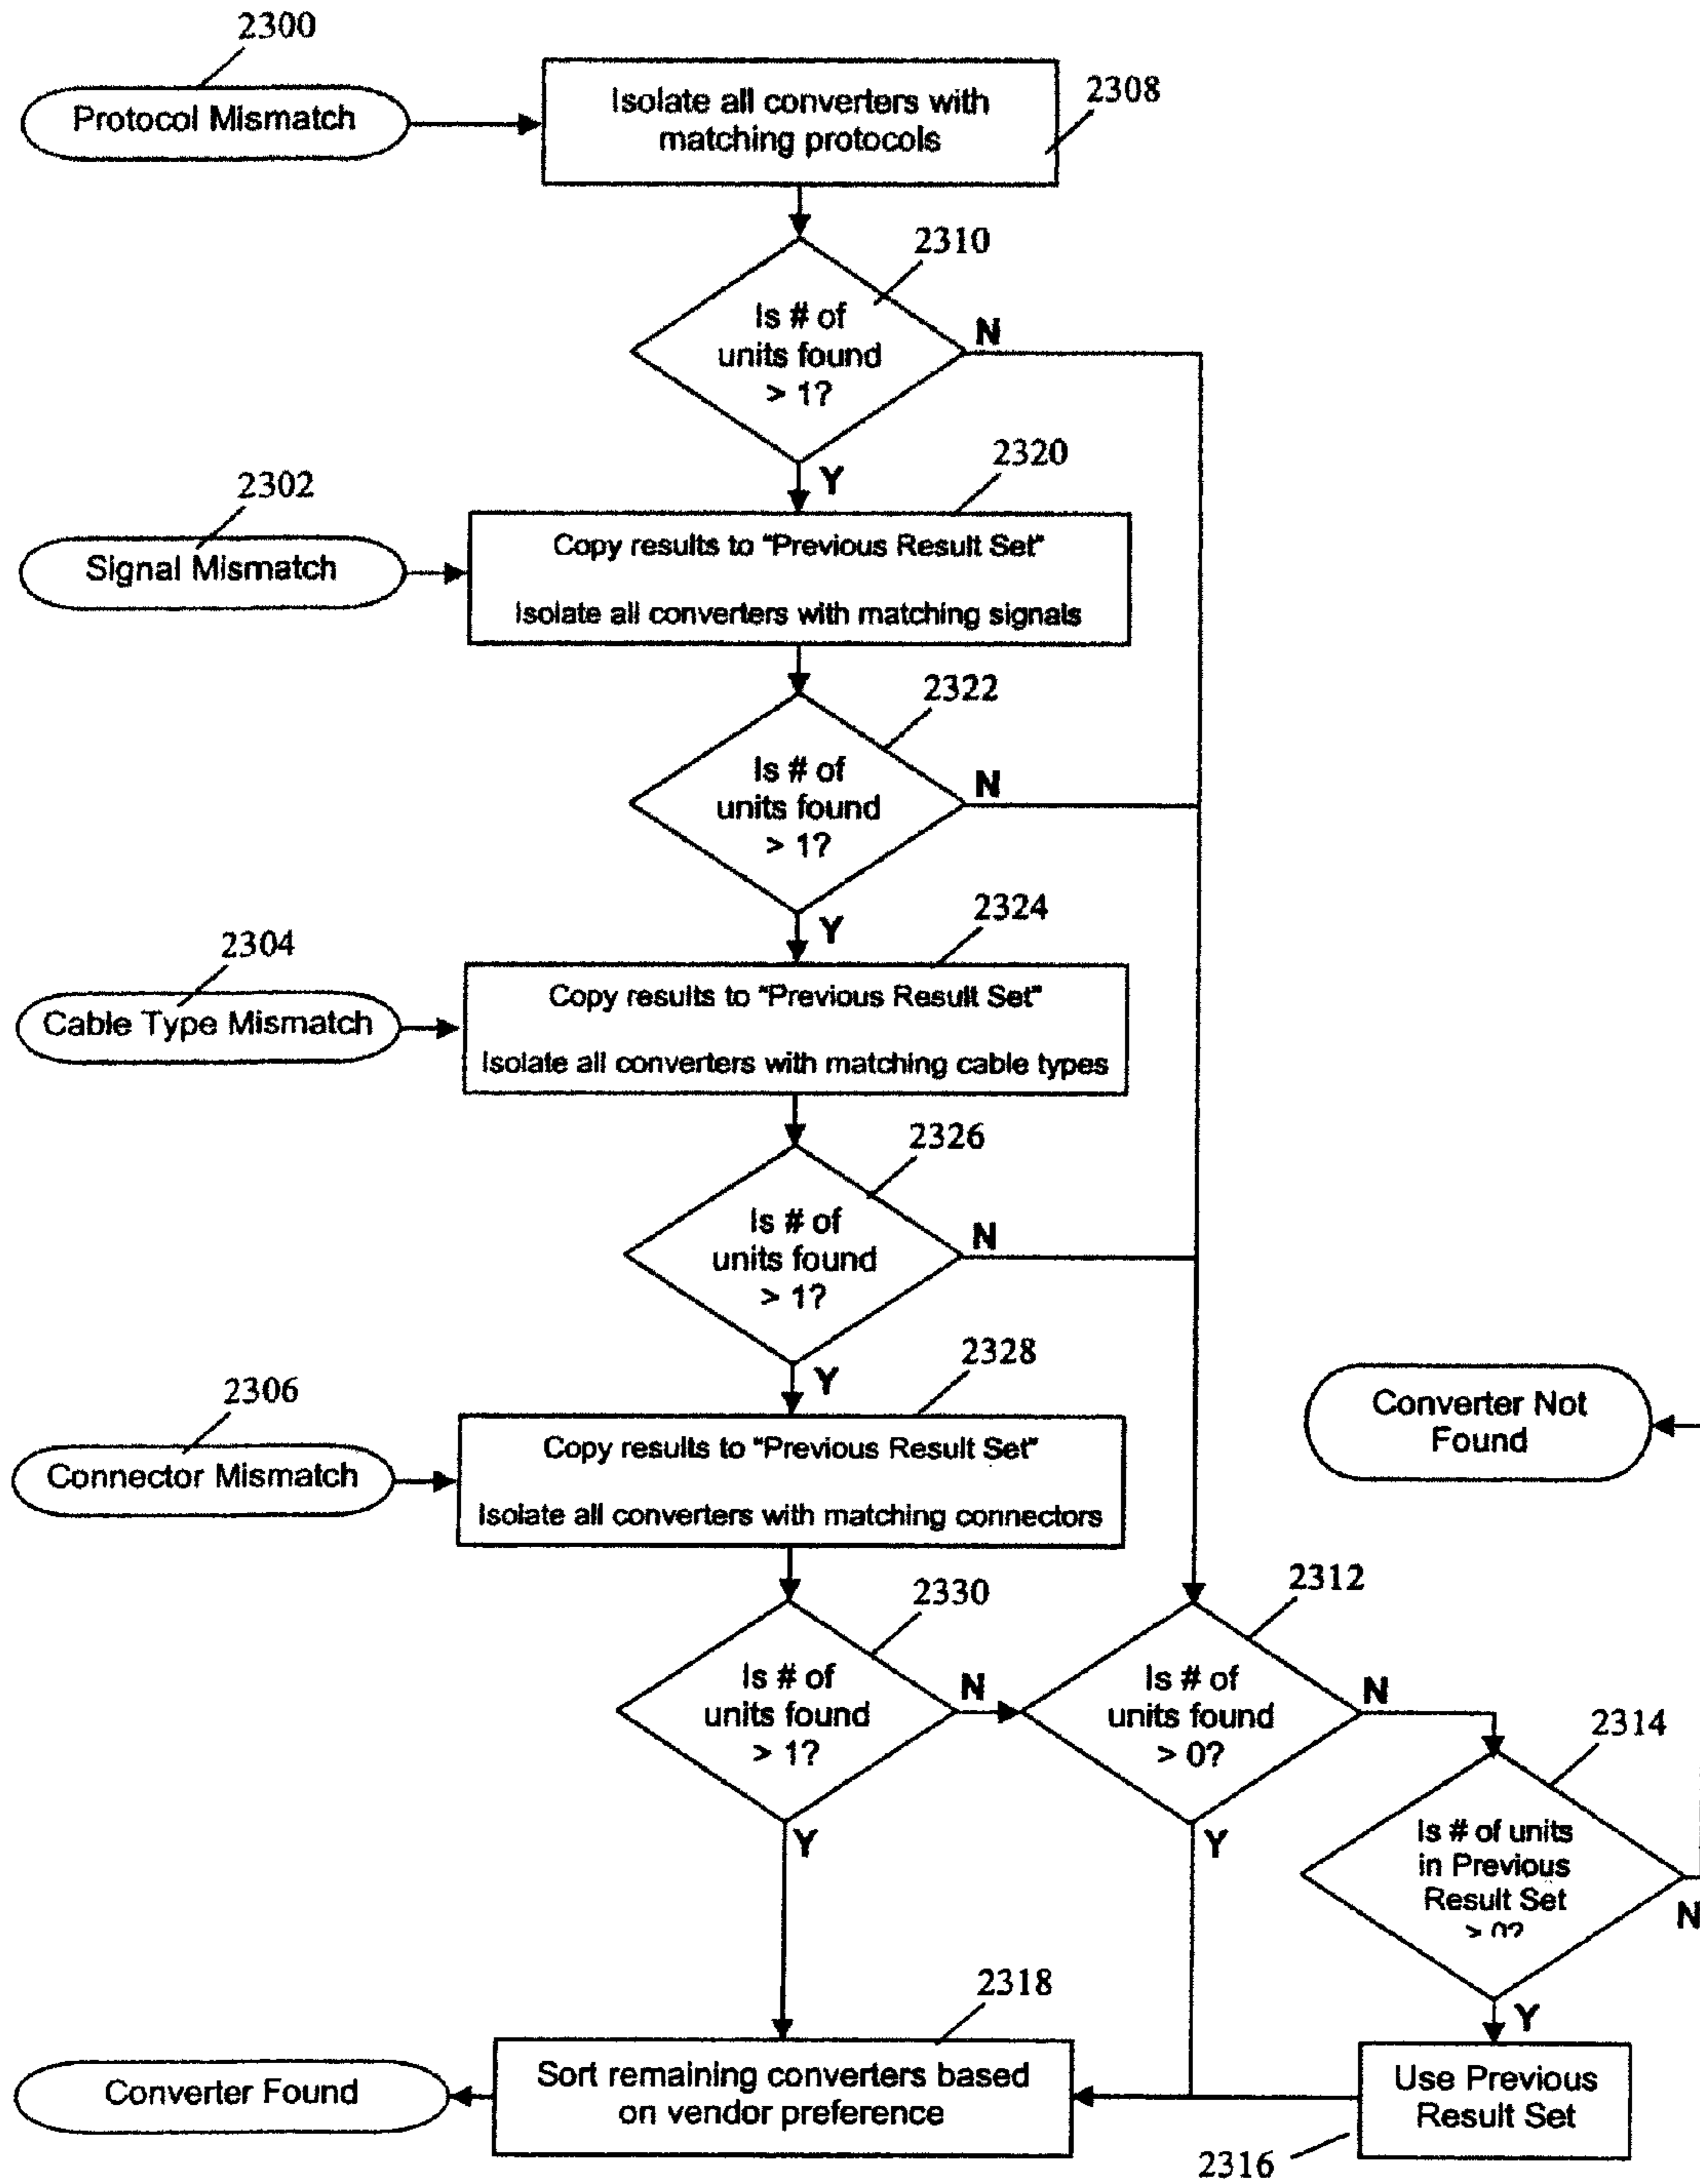 2300
Protocol Mismatch
Isolate all converters with
matching protocols
2308
2310
Is # of
units found
> 1?
N
Y
2320
2302
Signal Mismatch
Copy results to "Previous Result Set"
Isolate all converters with matching signals
2322
Is # of
units found
> 1?
N
Y
2324
2304
Cable Type Mismatch
Copy results to "Previous Result Set"
Isolate all converters with matching cable types
2326
Is # of
units found
> 1?
N
Y
2328
2306
Connector Mismatch
Copy results to "Previous Result Set"
Isolate all converters with matching connectors
Converter Not
Found
2330
Is # of
units found
> 1?
N
Y
2312
Is # of
units found
> 0?
N
Y
2314
Is # of units
in Previous
Result Set
> 0?
N
Y
2318
Converter Found
Sort remaining converters based
on vendor preference
Use Previous
Result Set
2316